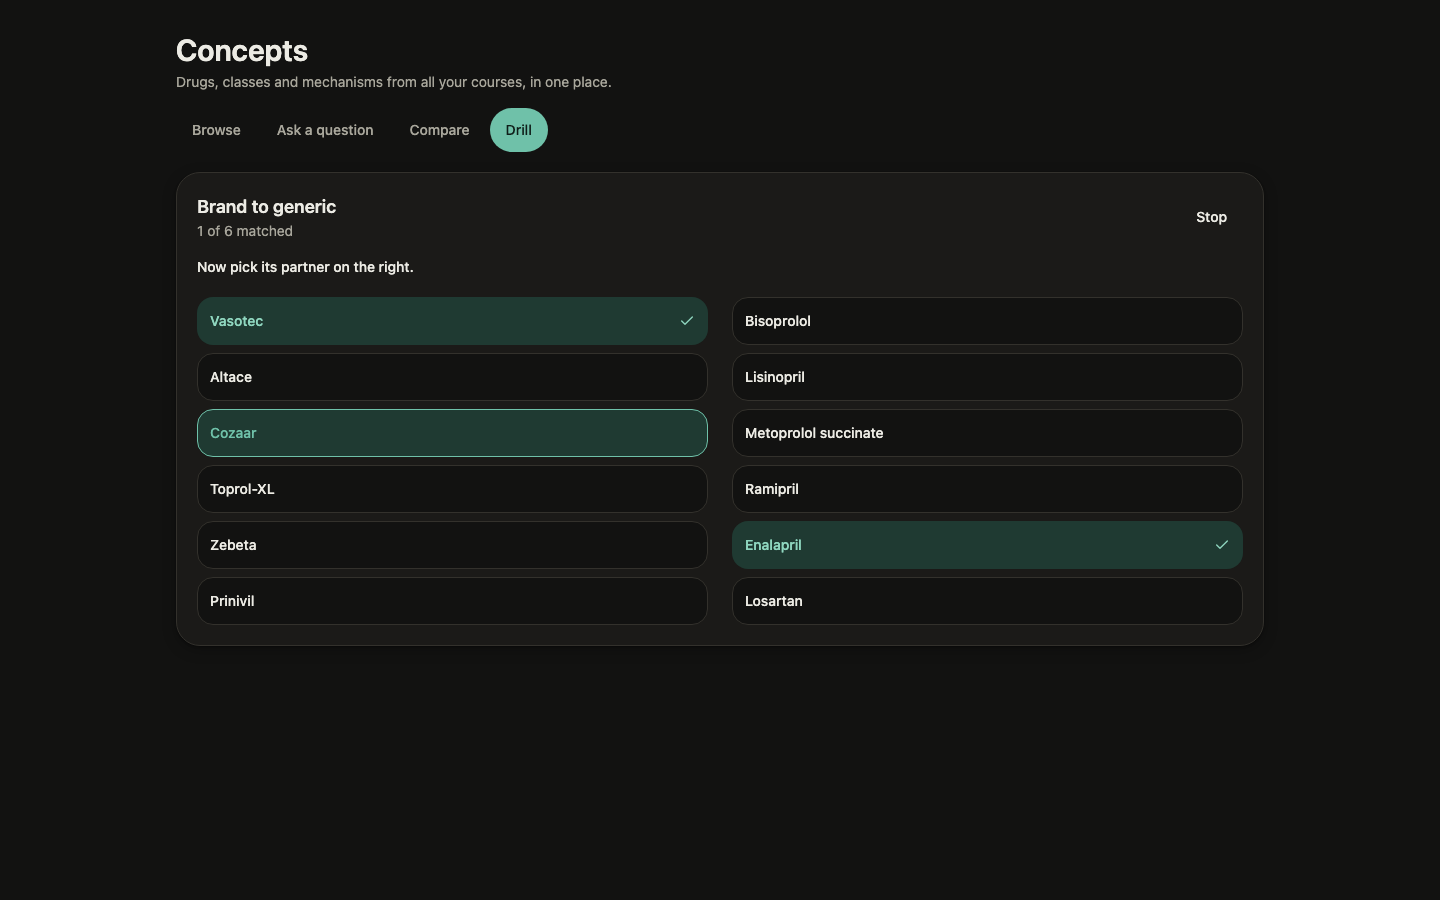 Concepts
Drugs, classes and mechanisms from all your courses, in one place.
Browse Ask a question Compare Drill
Brand to generic
1 of 6 matched
Stop
Now pick its partner on the right.
Vasotec Bisoprolol
Altace Lisinopril
Cozaar Metoprolol succinate
Toprol-XL Ramipril
Zebeta Enalapril
Prinivil Losartan